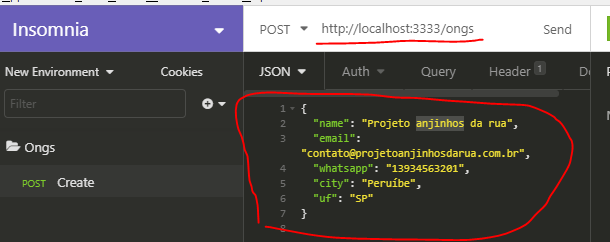 Insomnia
POST http://localhost:3333/ongs Send
New Environment Cookies
JSON Auth Query Header 1
Filter
1 {
2 "name": "Projeto anjinhos da rua",
3 "email":
"contato@projetoanjinhosdarua.com.br",
4 "whatsapp": "13934563201",
5 "city": "Peruíbe",
6 "uf": "SP"
7 }
8
Ongs
POST Create